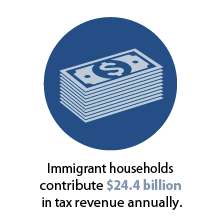 $
Immigrant households
contribute $24.4 billion
in tax revenue annually.